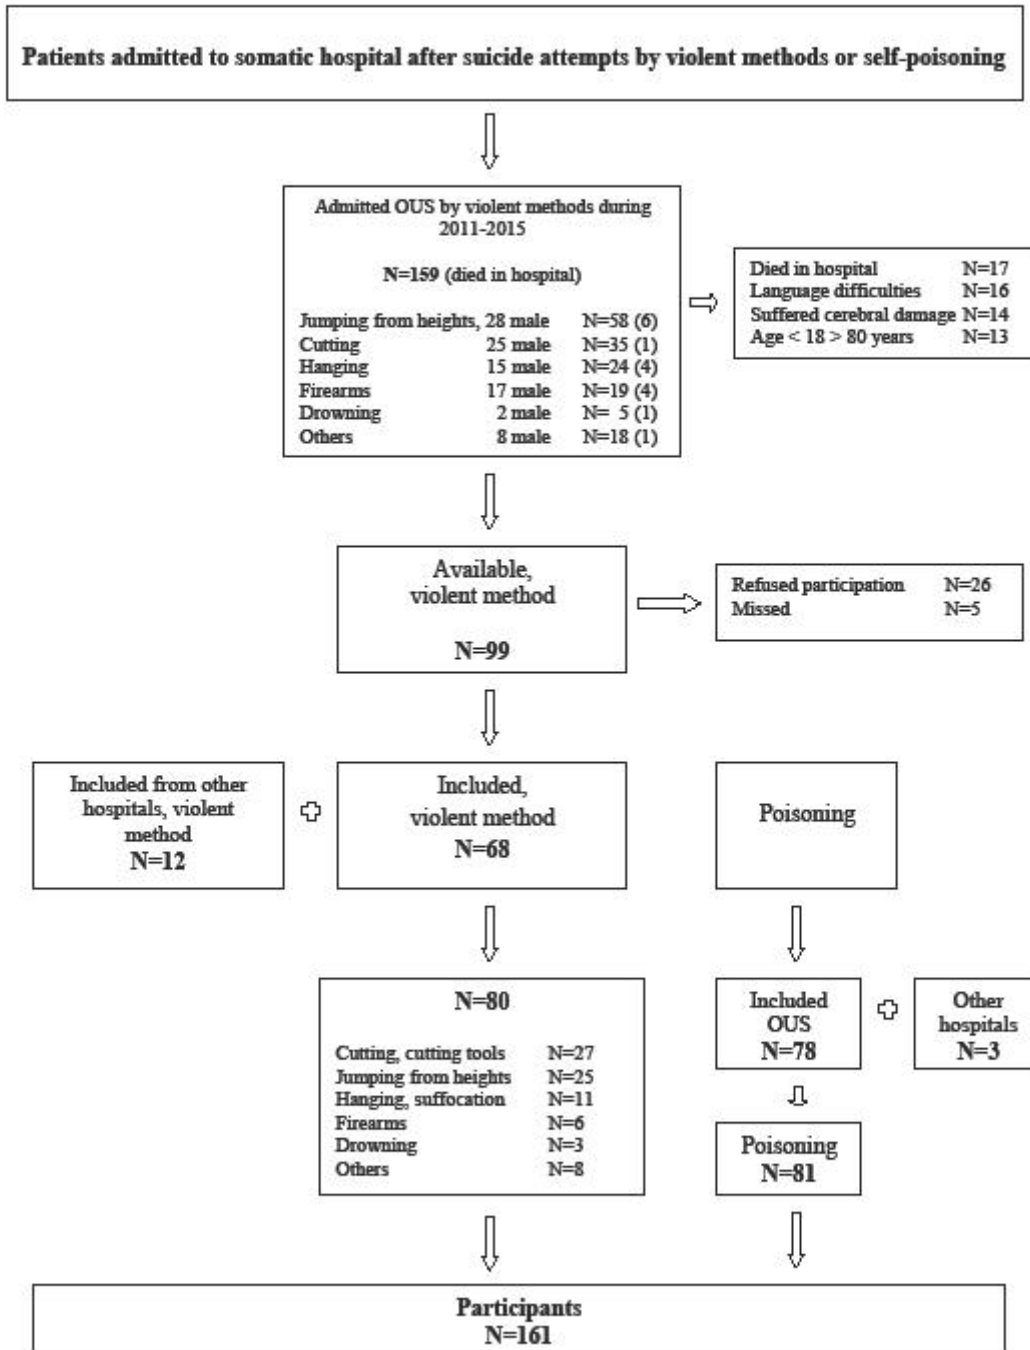 Patients admitted to somatic hospital after suicide attempts by violent methods or self-poisoning
Admitted OUS by violent methods during
2011-2015
N=159 (died in hospital)
Jumping from heights, 28 male N=58 (6)
Cutting 25 male N=35 (1)
Hanging 15 male N=24 (4)
Firearms 17 male N=19 (4)
Drowning 2 male N= 5 (1)
Others 8 male N=18 (1)
Died in hospital N=17
Language difficulties N=16
Suffered cerebral damage N=14
Age < 18 > 80 years N=13
Available,
violent method
N=99
Refused participation N=26
Missed N=5
Included from other
hospitals, violent
method
N=12
Included,
violent method
N=68
Poisoning
N=80
Cutting, cutting tools N=27
Jumping from heights N=25
Hanging, suffocation N=11
Firearms N=6
Drowning N=3
Others N=8
Included
OUS
N=78
Other
hospitals
N=3
Poisoning
N=81
Participants
N=161